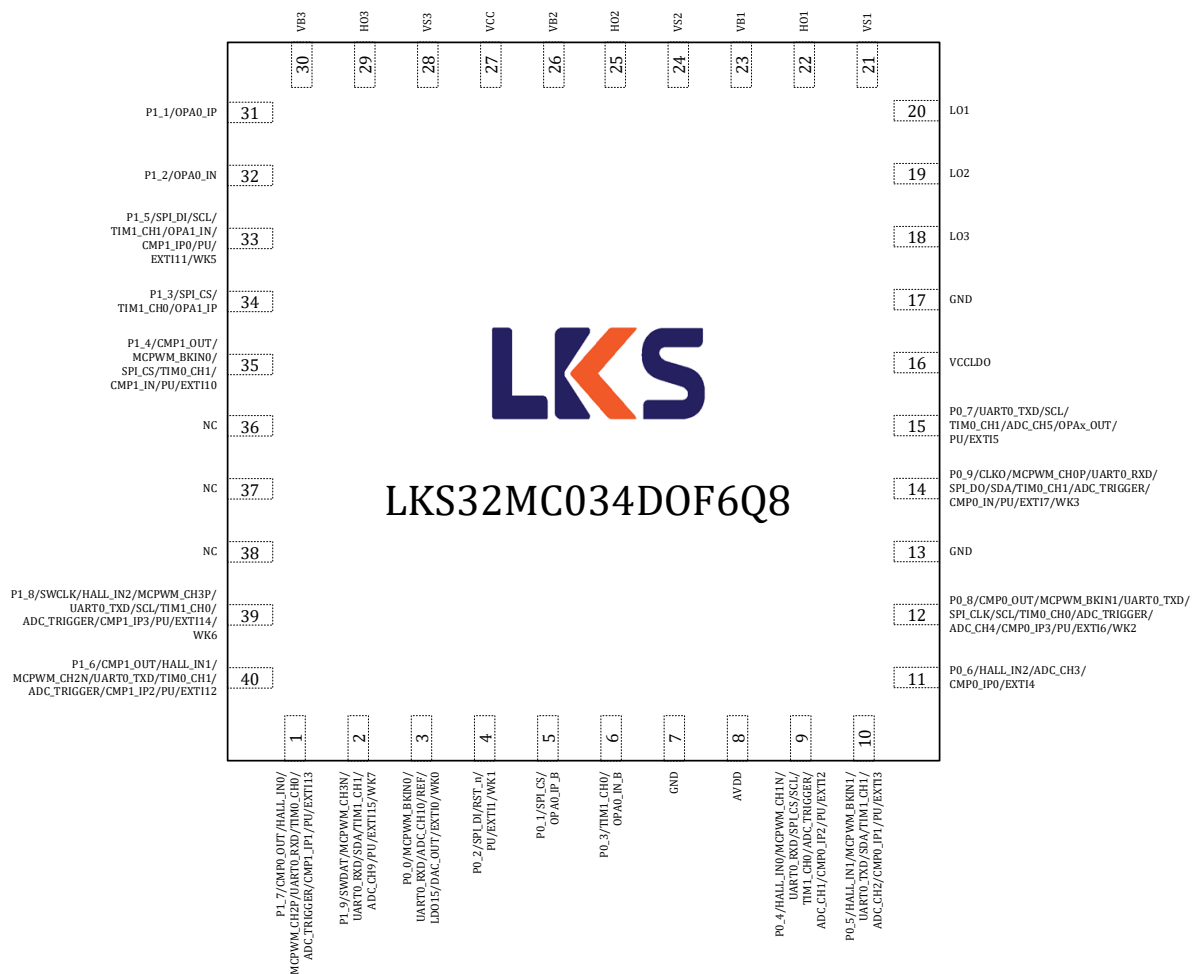 VB3
HO3
VS3
VCC
VB2
HO2
VS2
VB1
HO1
VS1
30
29
28
27
26
25
24
23
22
21
P1_1/OPA0_IP
31
P1_2/OPA0_IN
32
P1_5/SPI_DI/SCL/
TIM1_CH1/OPA1_IN/
CMP1_IP0/PU/
EXTI11/WK5
33
P1_3/SPI_CS/
TIM1_CH0/OPA1_IP
34
P1_4/CMP1_OUT/
MCPWM_BKIN0/
SPI_CS/TIM0_CH1/
CMP1_IN/PU/EXTI10
35
NC
36
NC
37
NC
38
P1_8/SWCLK/HALL_IN2/MCPWM_CH3P/
UART0_TXD/SCL/TIM1_CH0/
ADC_TRIGGER/CMP1_IP3/PU/EXTI14/
WK6
39
P1_6/CMP1_OUT/HALL_IN1/
MCPWM_CH2N/UART0_TXD/TIM0_CH1/
ADC_TRIGGER/CMP1_IP2/PU/EXTI12
40
LKS
LKS32MC034DOF6Q8
20
LO1
19
LO2
18
LO3
17
GND
16
VCCLDO
15
P0_7/UART0_TXD/SCL/
TIM0_CH1/ADC_CH5/OPAx_OUT/
PU/EXTI5
14
P0_9/CLKO/MCPWM_CH0P/UART0_RXD/
SPI_DO/SDA/TIM0_CH1/ADC_TRIGGER/
CMP0_IN/PU/EXTI7/WK3
13
GND
12
P0_8/CMP0_OUT/MCPWM_BKIN1/UART0_TXD/
SPI_CLK/SCL/TIM0_CH0/ADC_TRIGGER/
ADC_CH4/CMP0_IP3/PU/EXTI6/WK2
11
P0_6/HALL_IN2/ADC_CH3/
CMP0_IP0/EXTI4
1
2
3
4
5
6
7
8
9
10
P1_7/CMP0_OUT/HALL_IN0/
MCPWM_CH2P/UART0_RXD/TIM0_CH0/
ADC_TRIGGER/CMP1_IP1/PU/EXTI13
P1_9/SWDAT/MCPWM_CH3N/
UART0_RXD/SDA/TIM1_CH1/
ADC_CH9/PU/EXTI15/WK7
P0_0/MCPWM_BKIN0/
UART0_RXD/ADC_CH10/REF/
LDO15/DAC_OUT/EXTI0/WK0
P0_2/SPI_DI/RST_n/
PU/EXTI1/WK1
P0_1/SPI_CS/
OPA0_IP_B
P0_3/TIM1_CH0/
OPA0_IN_B
GND
AVDD
P0_4/HALL_IN0/MCPWM_CH1N/
UART0_RXD/SPI_CS/SCL/
TIM1_CH0/ADC_TRIGGER/
ADC_CH1/CMP0_IP2/PU/EXTI2
P0_5/HALL_IN1/MCPWM_BKIN1/
UART0_TXD/SDA/TIM1_CH1/
ADC_CH2/CMP0_IP1/PU/EXTI3